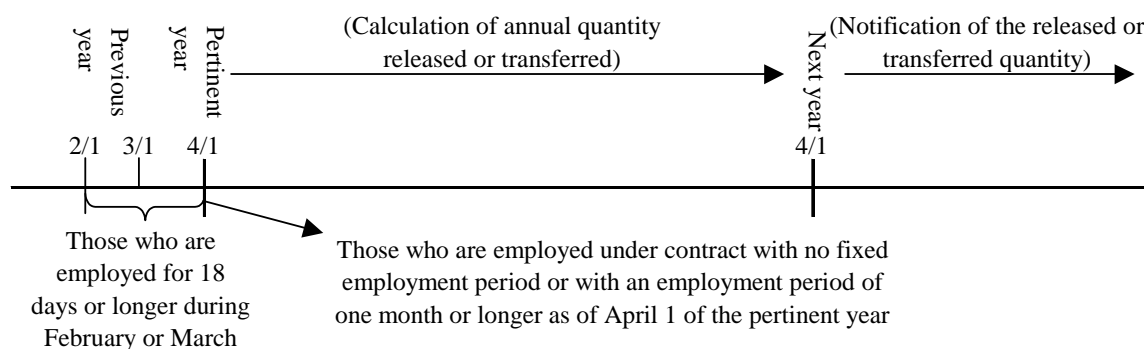 Previous
year
Pertinent
year
(Calculation of annual quantity
released or transferred)
Next year
(Notification of the released or
transferred quantity)
2/1 3/1 4/1 4/1
Those who are
employed for 18
days or longer during
February or March
Those who are employed under contract with no fixed
employment period or with an employment period of
one month or longer as of April 1 of the pertinent year